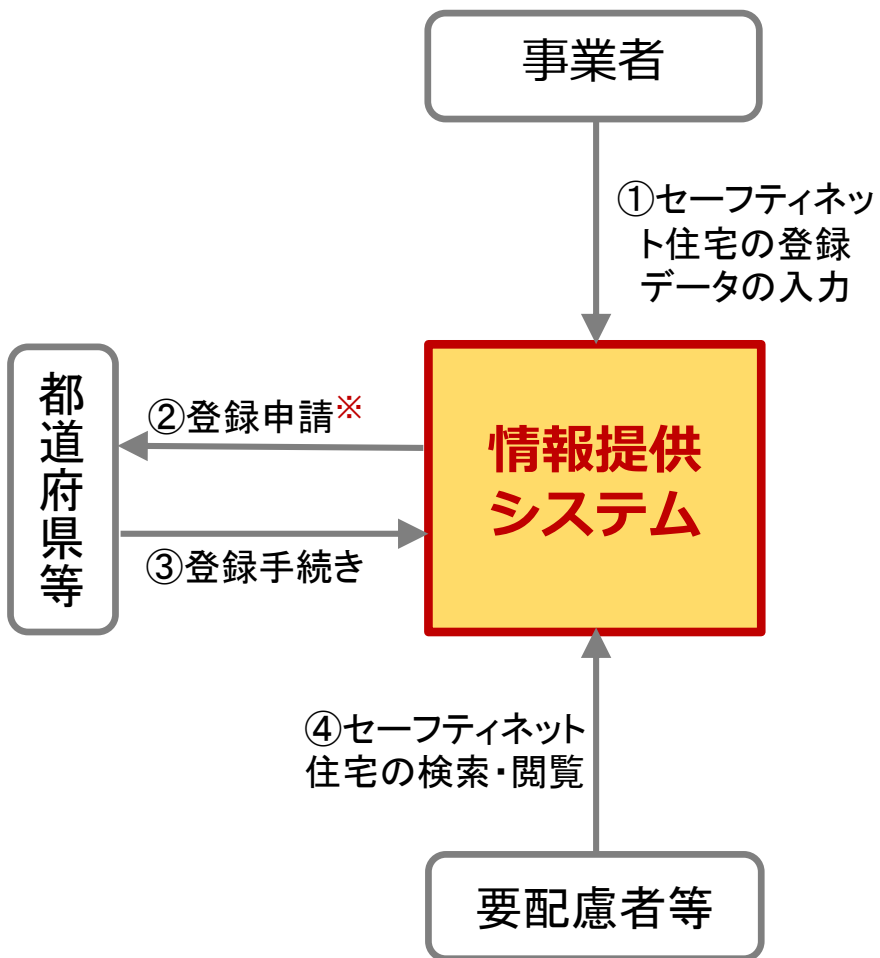 事業者
①セーフティネッ
ト住宅の登録
データの入力
都道府県等
②登録申請※
情報提供
システム
③登録手続き
④セーフティネット
住宅の検索・閲覧
要配慮者等